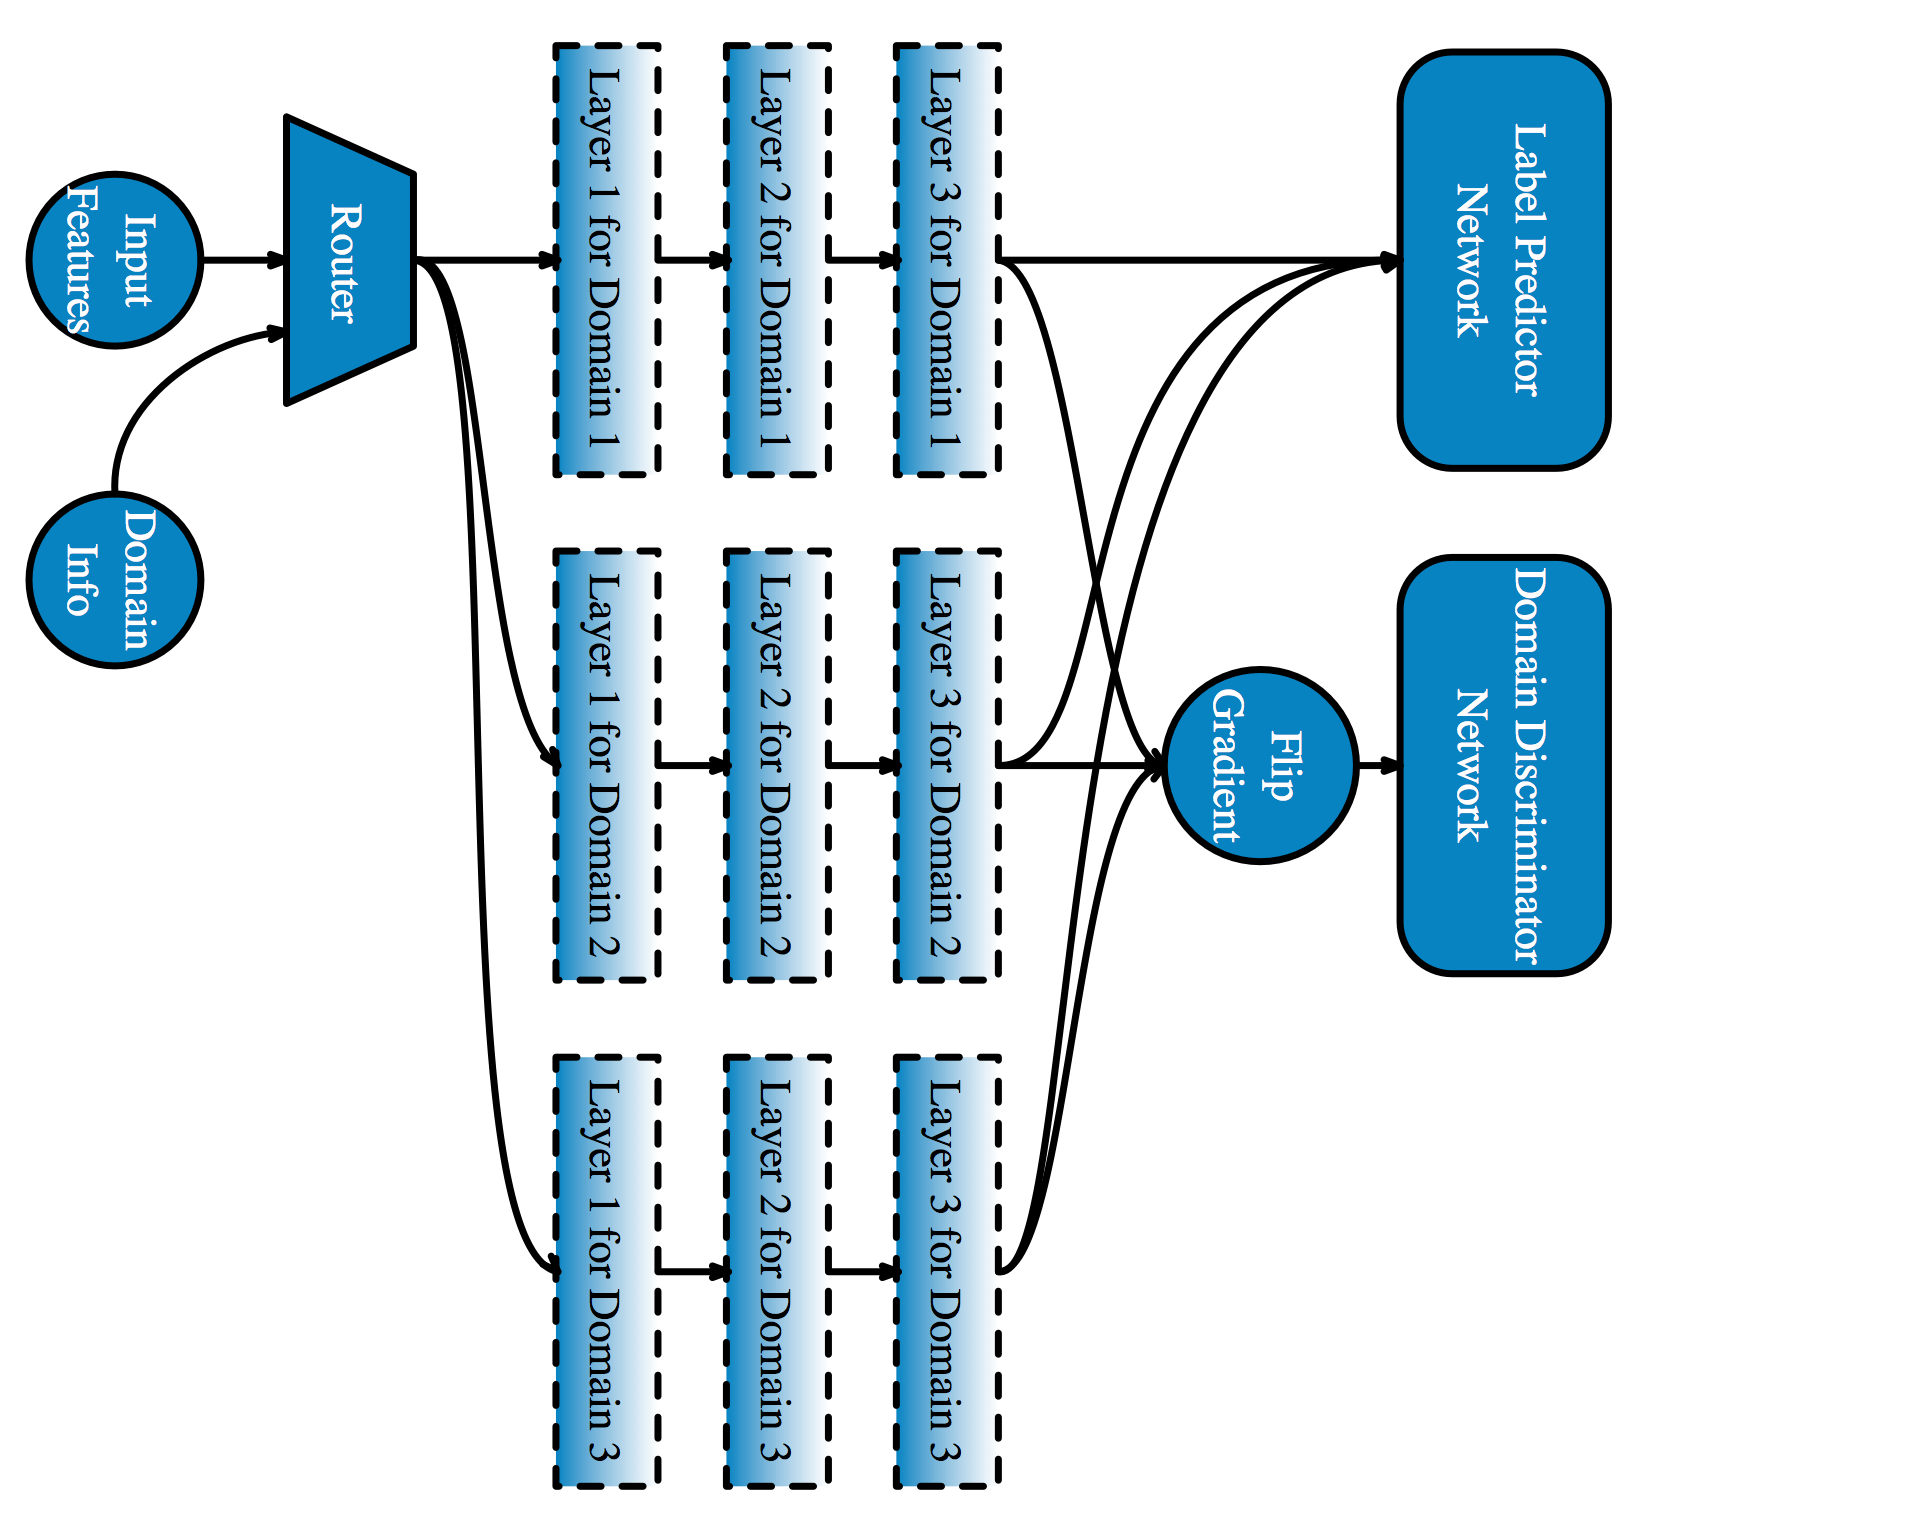 Input
Features
Domain
Info
Router
Layer 1 for Domain 1
Layer 2 for Domain 1
Layer 3 for Domain 1
Layer 1 for Domain 2
Layer 2 for Domain 2
Layer 3 for Domain 2
Layer 1 for Domain 3
Layer 2 for Domain 3
Layer 3 for Domain 3
Flip
Gradient
Label Predictor
Network
Domain Discriminator
Network